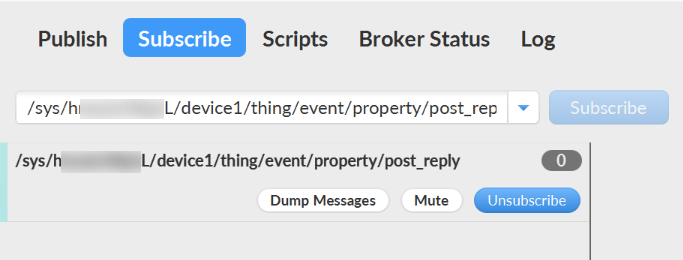 Publish Subscribe Scripts Broker Status Log
/sys/h L/device1/thing/event/property/post_rep Subscribe
/sys/h L/device1/thing/event/property/post_reply 0
Dump Messages Mute Unsubscribe